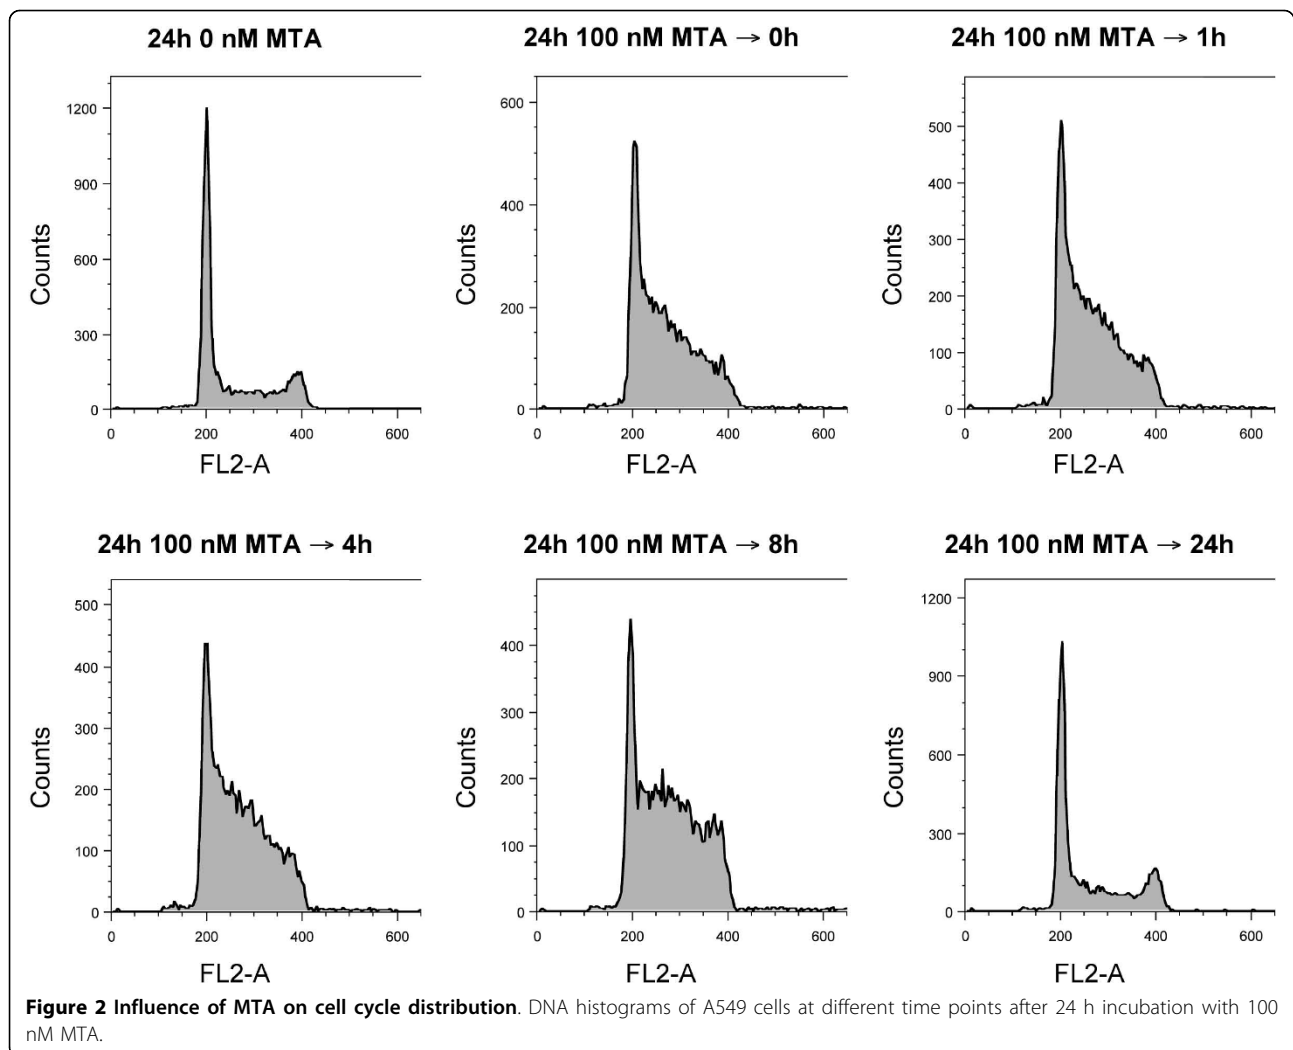 24h 0 nM MTA
24h 100 nM MTA → 0h
24h 100 nM MTA → 1h
1200
900
600
300
0
Counts
0 200 400 600
FL2-A
600
400
200
0
Counts
0 200 400 600
FL2-A
500
400
300
200
100
0
Counts
0 200 400 600
FL2-A
24h 100 nM MTA → 4h
24h 100 nM MTA → 8h
24h 100 nM MTA → 24h
500
400
300
200
100
0
Counts
0 200 400 600
FL2-A
400
300
200
100
0
Counts
0 200 400 600
FL2-A
1200
900
600
300
0
Counts
0 200 400 600
FL2-A
Figure 2 Influence of MTA on cell cycle distribution. DNA histograms of A549 cells at different time points after 24 h incubation with 100
nM MTA.